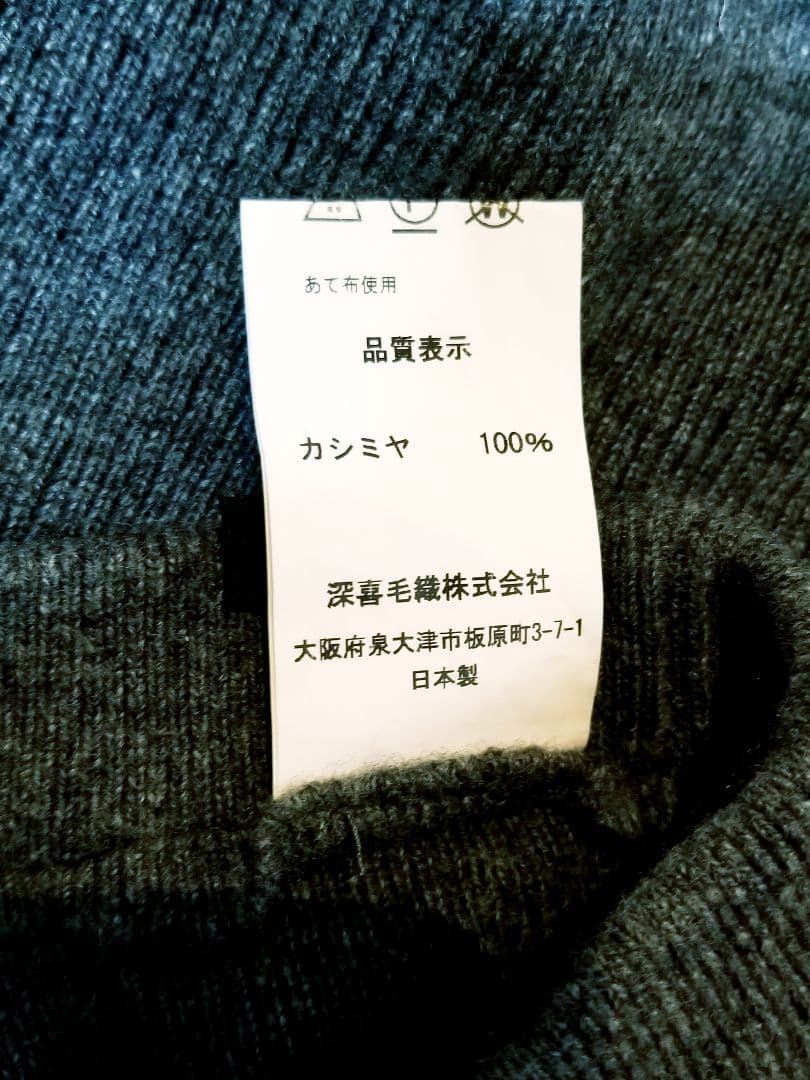 あて布使用
品質表示
カシミヤ 100%
深喜毛織株式会社
大阪府泉大津市板原町3-7-1
日本製